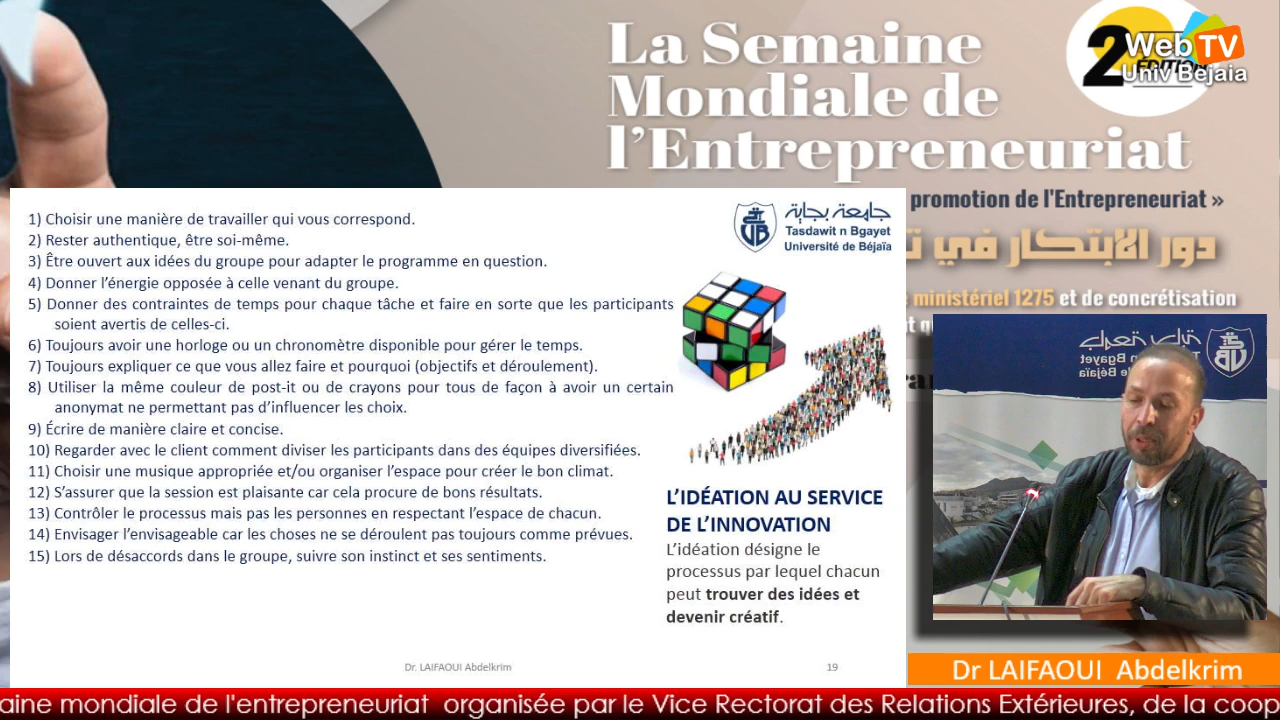 La Semaine
Mondiale de
l'Entrepreneuriat
2
ÉDITION
Web TV
Univ Bejaia
promotion de l'Entrepreneuriat »
دور الابتكار في
ministériel 1275 et de concrétisation
1) Choisir une manière de travailler qui vous correspond.
2) Rester authentique, être soi-même.
3) Être ouvert aux idées du groupe pour adapter le programme en question.
4) Donner l'énergie opposée à celle venant du groupe.
5) Donner des contraintes de temps pour chaque tâche et faire en sorte que les participants
soient avertis de celles-ci.
6) Toujours avoir une horloge ou un chronomètre disponible pour gérer le temps.
7) Toujours expliquer ce que vous allez faire et pourquoi (objectifs et déroulement).
8) Utiliser la même couleur de post-it ou de crayons pour tous de façon à avoir un certain
anonymat ne permettant pas d'influencer les choix.
9) Écrire de manière claire et concise.
10) Regarder avec le client comment diviser les participants dans des équipes diversifiées.
11) Choisir une musique appropriée et/ou organiser l'espace pour créer le bon climat.
12) S'assurer que la session est plaisante car cela procure de bons résultats.
13) Contrôler le processus mais pas les personnes en respectant l'espace de chacun.
14) Envisager l'envisageable car les choses ne se déroulent pas toujours comme prévues.
15) Lors de désaccords dans le groupe, suivre son instinct et ses sentiments.
جامعة بجاية
Tasdawit n Bgayet
Université de Béjaïa
L'IDÉATION AU SERVICE
DE L'INNOVATION
L'idéation désigne le
processus par lequel chacun
peut trouver des idées et
devenir créatif.
Dr. LAIFAOUI Abdelkrim
19
Dr LAIFAOUI Abdelkrim
aine mondiale de l'entrepreneuriat organisée par le Vice Rectorat des Relations Extérieures, de la coop